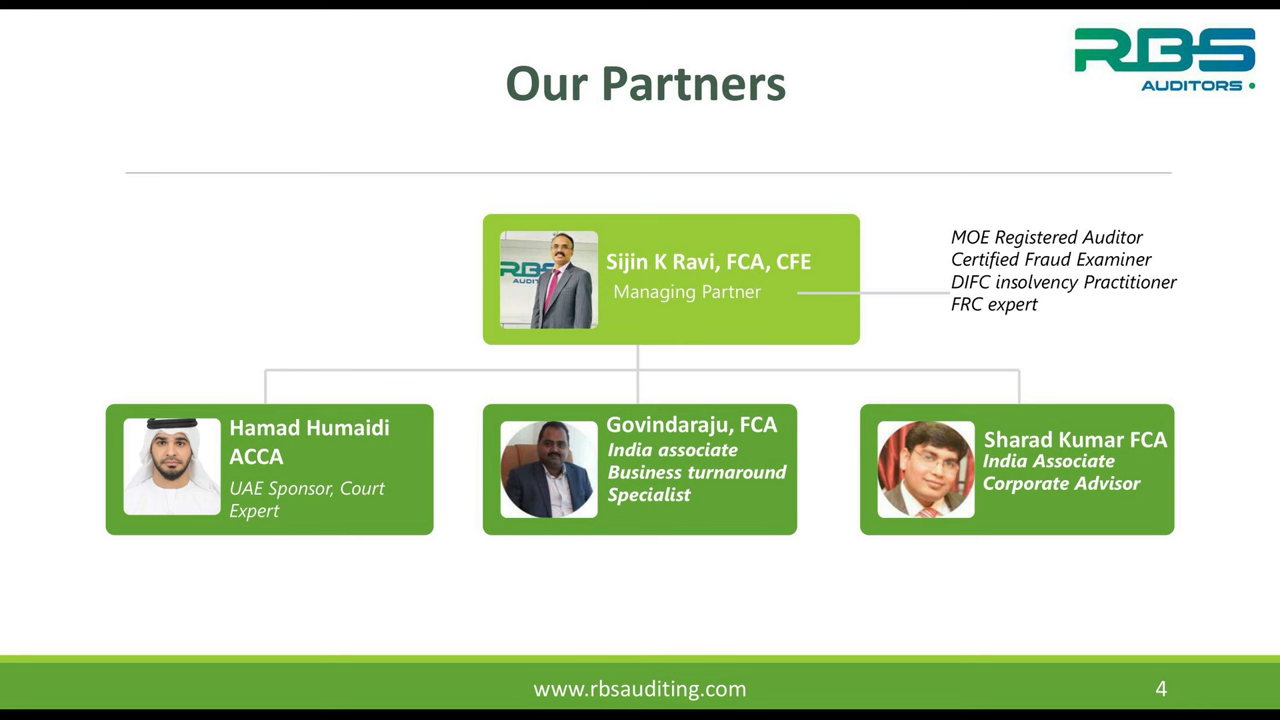 RBS
AUDITORS
Our Partners
RBS
AUDIT
Sijin K Ravi, FCA, CFE
Managing Partner
MOE Registered Auditor
Certified Fraud Examiner
DIFC insolvency Practitioner
FRC expert
Hamad Humaidi
ACCA
UAE Sponsor, Court
Expert
Govindaraju, FCA
India associate
Business turnaround
Specialist
Sharad Kumar FCA
India Associate
Corporate Advisor
www.rbsauditing.com
4